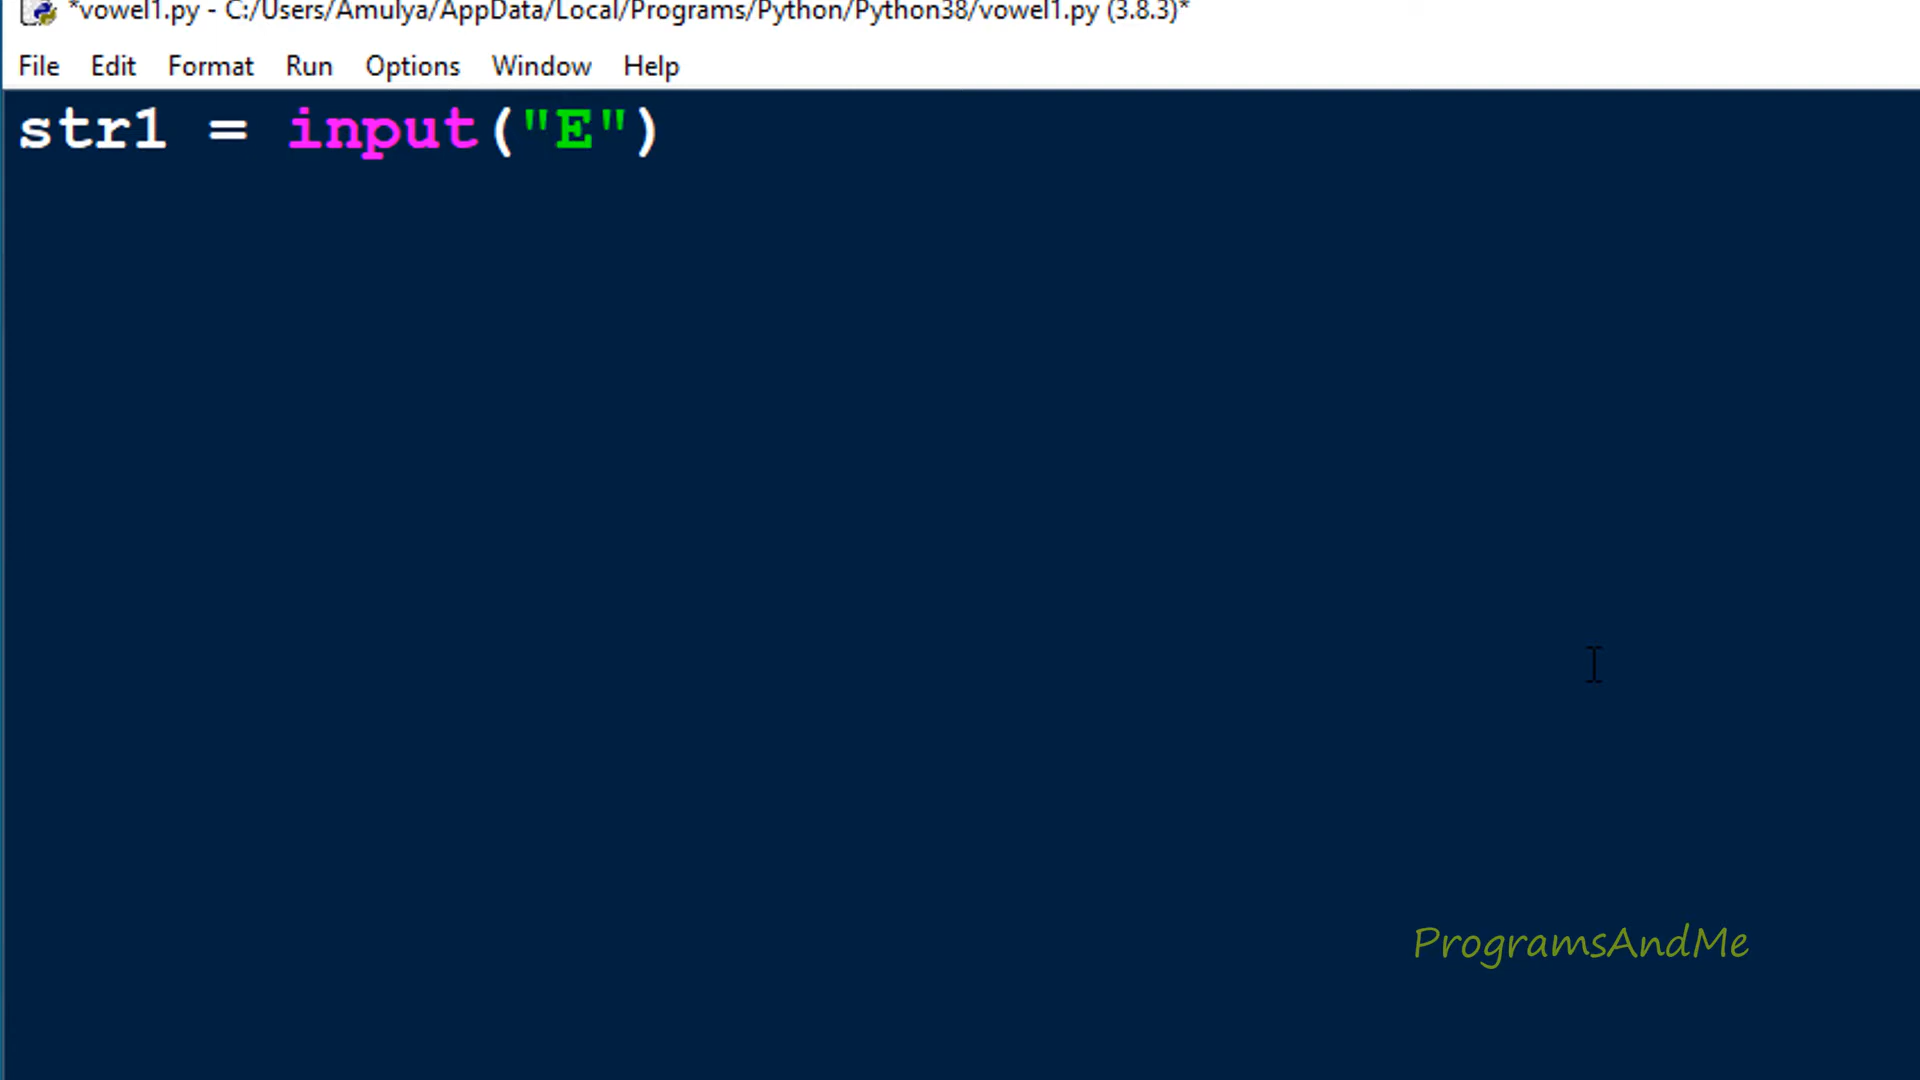 *vowel1.py - C:/Users/Amulya/AppData/Local/Programs/Python/Python38/vowel1.py (3.8.3)*
File Edit Format Run Options Window Help
str1 = input("E")
ProgramsAndMe